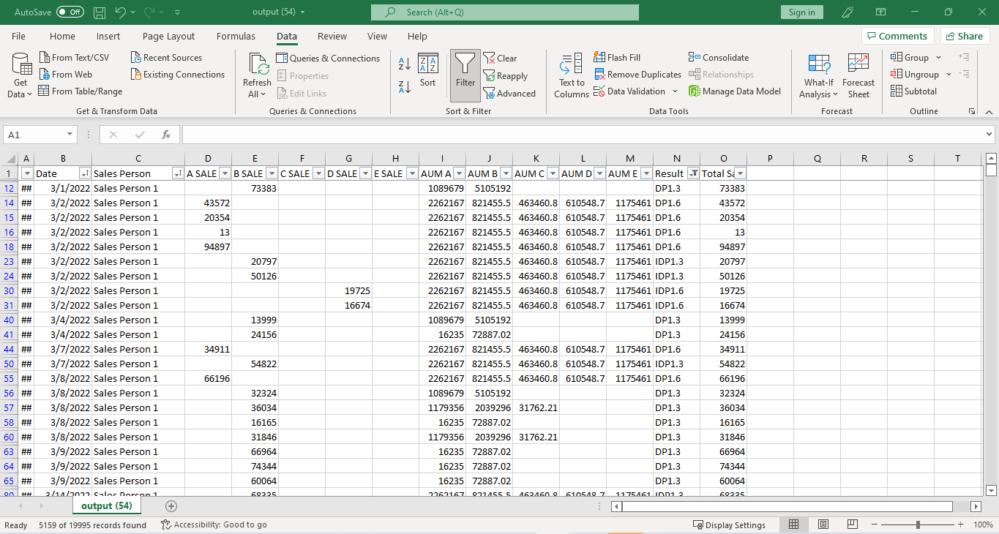 AutoSave Off output (54) Search (Alt+Q) Sign in
File Home Insert Page Layout Formulas Data Review View Help Comments Share
Get Data From Text/CSV From Web From Table/Range Recent Sources Existing Connections
Get & Transform Data
Refresh All Queries & Connections Properties Edit Links
Queries & Connections
Sort Filter Clear Reapply Advanced
Sort & Filter
Text to Columns Flash Fill Remove Duplicates Data Validation Consolidate Relationships Manage Data Model
Data Tools
What-If Analysis Forecast Sheet
Forecast
Group Ungroup Subtotal
Outline
A1 fx
A B C D E F G H I J K L M N O P Q R S T
1 Date Sales Person A SALE B SALE C SALE D SALE E SALE AUM A AUM B AUM C AUM D AUM E Result Total Sa
12 ## 3/1/2022 Sales Person 1 73383 1089679 5105192 DP1.3 73383
14 ## 3/2/2022 Sales Person 1 43572 2262167 821455.5 463460.8 610548.7 1175461 DP1.6 43572
15 ## 3/2/2022 Sales Person 1 20354 2262167 821455.5 463460.8 610548.7 1175461 DP1.6 20354
16 ## 3/2/2022 Sales Person 1 13 2262167 821455.5 463460.8 610548.7 1175461 DP1.6 13
18 ## 3/2/2022 Sales Person 1 94897 2262167 821455.5 463460.8 610548.7 1175461 DP1.6 94897
23 ## 3/2/2022 Sales Person 1 20797 2262167 821455.5 463460.8 610548.7 1175461 IDP1.3 20797
24 ## 3/2/2022 Sales Person 1 50126 2262167 821455.5 463460.8 610548.7 1175461 IDP1.3 50126
30 ## 3/2/2022 Sales Person 1 19725 2262167 821455.5 463460.8 610548.7 1175461 IDP1.6 19725
31 ## 3/2/2022 Sales Person 1 16674 2262167 821455.5 463460.8 610548.7 1175461 IDP1.6 16674
40 ## 3/4/2022 Sales Person 1 13999 1089679 5105192 DP1.3 13999
41 ## 3/4/2022 Sales Person 1 24156 16235 72887.02 DP1.3 24156
44 ## 3/7/2022 Sales Person 1 34911 2262167 821455.5 463460.8 610548.7 1175461 DP1.6 34911
50 ## 3/7/2022 Sales Person 1 54822 2262167 821455.5 463460.8 610548.7 1175461 IDP1.3 54822
55 ## 3/8/2022 Sales Person 1 66196 2262167 821455.5 463460.8 610548.7 1175461 DP1.6 66196
56 ## 3/8/2022 Sales Person 1 32324 1089679 5105192 DP1.3 32324
57 ## 3/8/2022 Sales Person 1 36034 1179356 2039296 31762.21 DP1.3 36034
58 ## 3/8/2022 Sales Person 1 16165 16235 72887.02 DP1.3 16165
60 ## 3/8/2022 Sales Person 1 31846 1179356 2039296 31762.21 DP1.3 31846
63 ## 3/9/2022 Sales Person 1 66964 16235 72887.02 DP1.3 66964
64 ## 3/9/2022 Sales Person 1 74344 16235 72887.02 DP1.3 74344
65 ## 3/9/2022 Sales Person 1 60064 16235 72887.02 DP1.3 60064
80 ## 3/14/2022 Sales Person 1 68335 2262167 821455.5 463460.8 610548.7 1175461 IDP1.3 68335
output (54)
Ready 5159 of 19995 records found Accessibility: Good to go Display Settings 100%